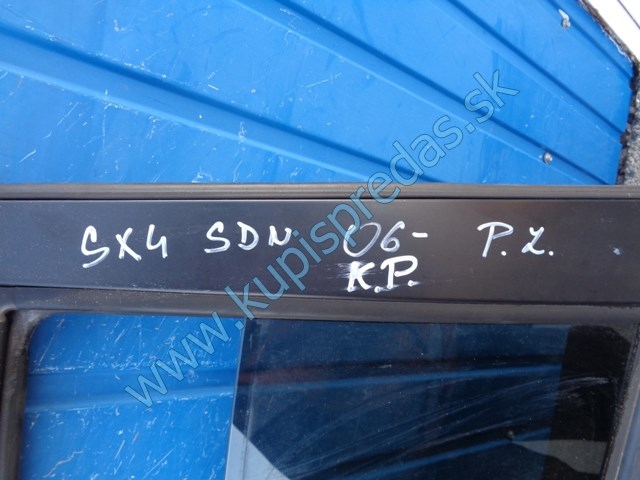 SX4 SDN 06- P.Z.
K.P.
www.kupispredas.sk